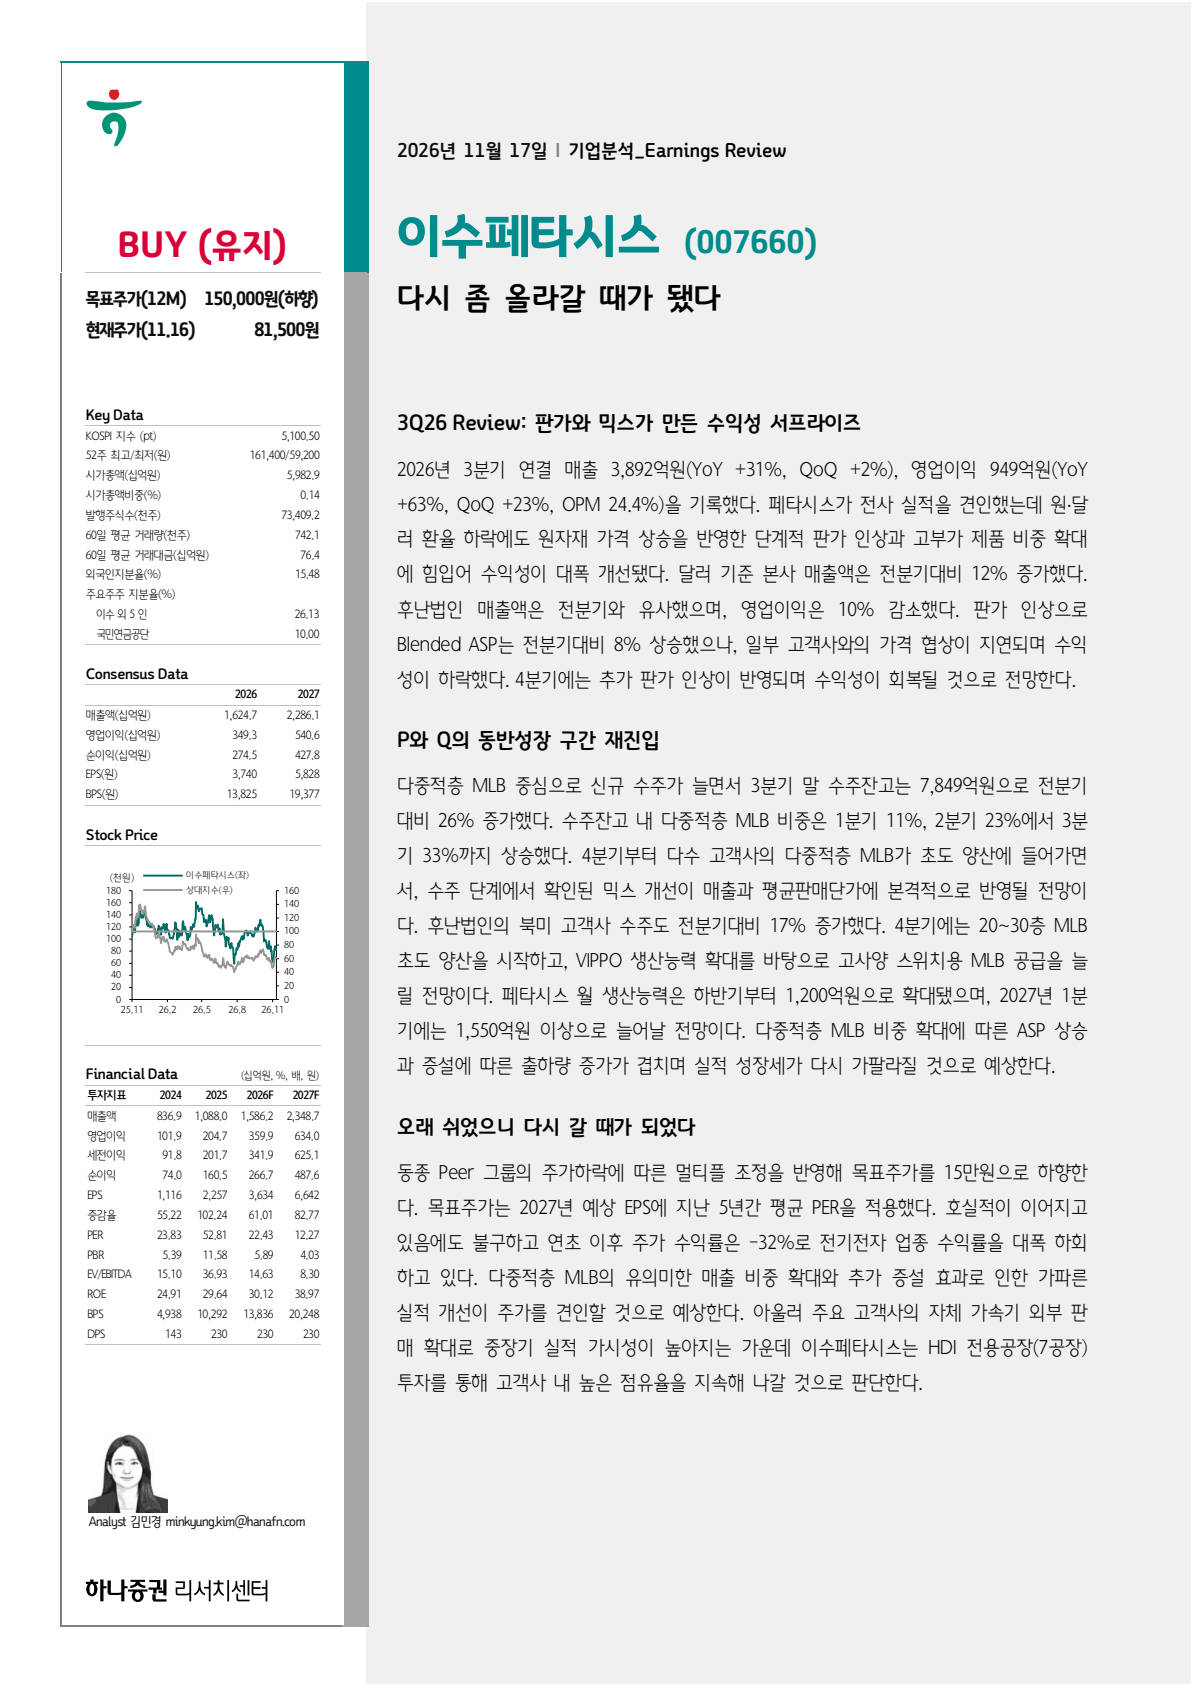 2026년 11월 17일 | 기업분석_Earnings Review
BUY (유지)
목표주가(12M) 150,000원(하향)
현재주가(11.16) 81,500원
Key Data
KOSPI 지수 (pt) 5,100.50
52주 최고/최저(원) 161,400/59,200
시가총액(십억원) 5,982.9
시가총액비중(%) 0.14
발행주식수(천주) 73,409.2
60일 평균 거래량(천주) 742.1
60일 평균 거래대금(십억원) 76.4
외국인지분율(%) 15.48
주요주주 지분율(%)
이수 외 5 인 26.13
국민연금공단 10.00
Consensus Data
2026 2027
매출액(십억원) 1,624.7 2,286.1
영업이익(십억원) 349.3 540.6
순이익(십억원) 274.5 427.8
EPS(원) 3,740 5,828
BPS(원) 13,825 19,377
Stock Price
(천원) 이수페타시스(좌)
상대지수(우)
180 160
160 140
140 120
120 100
100 80
80 60
60 40
40 20
20 0
0
25.11 26.2 26.5 26.8 26.11
Financial Data (십억원, %, 배, 원)
투자지표 2024 2025 2026F 2027F
매출액 836.9 1,088.0 1,586.2 2,348.7
영업이익 101.9 204.7 359.9 634.0
세전이익 91.8 201.7 341.9 625.1
순이익 74.0 160.5 266.7 487.6
EPS 1,116 2,257 3,634 6,642
증감율 55.22 102.24 61.01 82.77
PER 23.83 52.81 22.43 12.27
PBR 5.39 11.58 5.89 4.03
EV/EBITDA 15.10 36.93 14.63 8.30
ROE 24.91 29.64 30.12 38.97
BPS 4,938 10,292 13,836 20,248
DPS 143 230 230 230
Analyst 김민경 minkyung.kim@hanafn.com
하나증권 리서치센터
이수페타시스 (007660)
다시 좀 올라갈 때가 됐다
3Q26 Review: 판가와 믹스가 만든 수익성 서프라이즈
2026년 3분기 연결 매출 3,892억원(YoY +31%, QoQ +2%), 영업이익 949억원(YoY
+63%, QoQ +23%, OPM 24.4%)을 기록했다. 페타시스가 전사 실적을 견인했는데 원·달
러 환율 하락에도 원자재 가격 상승을 반영한 단계적 판가 인상과 고부가 제품 비중 확대
에 힘입어 수익성이 대폭 개선됐다. 달러 기준 본사 매출액은 전분기대비 12% 증가했다.
후난법인 매출액은 전분기와 유사했으며, 영업이익은 10% 감소했다. 판가 인상으로
Blended ASP는 전분기대비 8% 상승했으나, 일부 고객사와의 가격 협상이 지연되며 수익
성이 하락했다. 4분기에는 추가 판가 인상이 반영되며 수익성이 회복될 것으로 전망한다.
P와 Q의 동반성장 구간 재진입
다중적층 MLB 중심으로 신규 수주가 늘면서 3분기 말 수주잔고는 7,849억원으로 전분기
대비 26% 증가했다. 수주잔고 내 다중적층 MLB 비중은 1분기 11%, 2분기 23%에서 3분
기 33%까지 상승했다. 4분기부터 다수 고객사의 다중적층 MLB가 초도 양산에 들어가면
서, 수주 단계에서 확인된 믹스 개선이 매출과 평균판매단가에 본격적으로 반영될 전망이
다. 후난법인의 북미 고객사 수주도 전분기대비 17% 증가했다. 4분기에는 20~30층 MLB
초도 양산을 시작하고, VIPPO 생산능력 확대를 바탕으로 고사양 스위치용 MLB 공급을 늘
릴 전망이다. 페타시스 월 생산능력은 하반기부터 1,200억원으로 확대됐으며, 2027년 1분
기에는 1,550억원 이상으로 늘어날 전망이다. 다중적층 MLB 비중 확대에 따른 ASP 상승
과 증설에 따른 출하량 증가가 겹치며 실적 성장세가 다시 가팔라질 것으로 예상한다.
오래 쉬었으니 다시 갈 때가 되었다
동종 Peer 그룹의 주가하락에 따른 멀티플 조정을 반영해 목표주가를 15만원으로 하향한
다. 목표주가는 2027년 예상 EPS에 지난 5년간 평균 PER을 적용했다. 호실적이 이어지고
있음에도 불구하고 연초 이후 주가 수익률은 -32%로 전기전자 업종 수익률을 대폭 하회
하고 있다. 다중적층 MLB의 유의미한 매출 비중 확대와 추가 증설 효과로 인한 가파른
실적 개선이 주가를 견인할 것으로 예상한다. 아울러 주요 고객사의 자체 가속기 외부 판
매 확대로 중장기 실적 가시성이 높아지는 가운데 이수페타시스는 HDI 전용공장(7공장)
투자를 통해 고객사 내 높은 점유율을 지속해 나갈 것으로 판단한다.